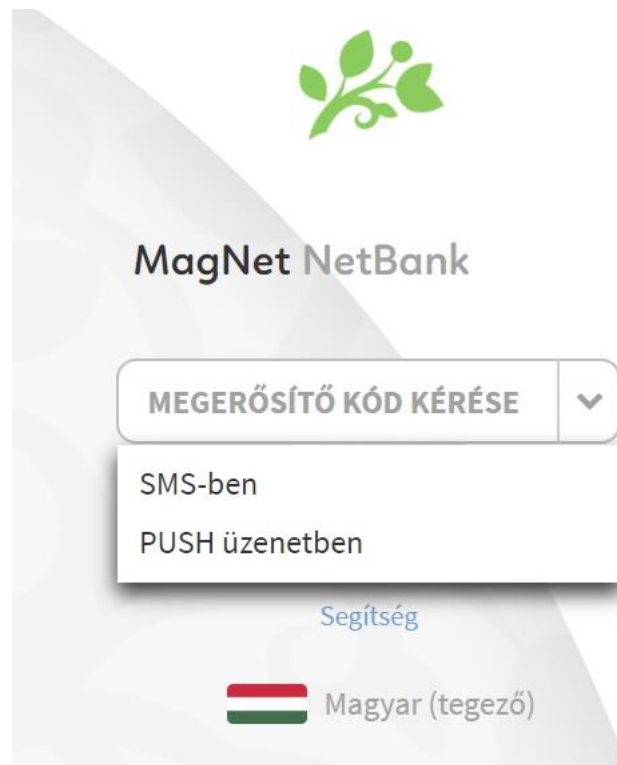 MagNet NetBank
MEGERŐSÍTŐ KÓD KÉRÉSE
SMS-ben
PUSH üzenetben
Segítség
Magyar (tegező)